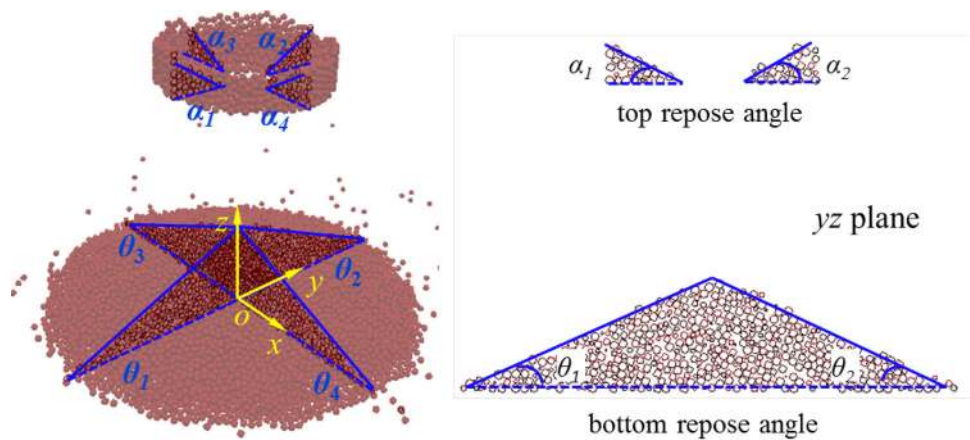 α3
α2
α1
α4
z
θ3
θ2
y
o
x
θ1
θ4
α1
α2
top repose angle
yz plane
θ1
θ2
bottom repose angle